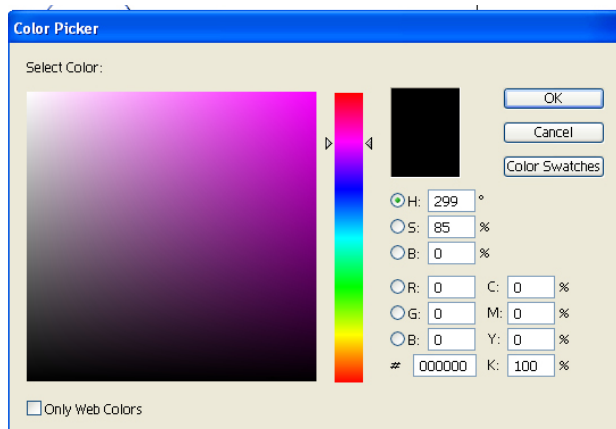 Color Picker
Select Color:
OK
Cancel
Color Swatches
H: 299 °
S: 85 %
B: 0 %
R: 0 C: 0 %
G: 0 M: 0 %
B: 0 Y: 0 %
# 000000 K: 100 %
Only Web Colors